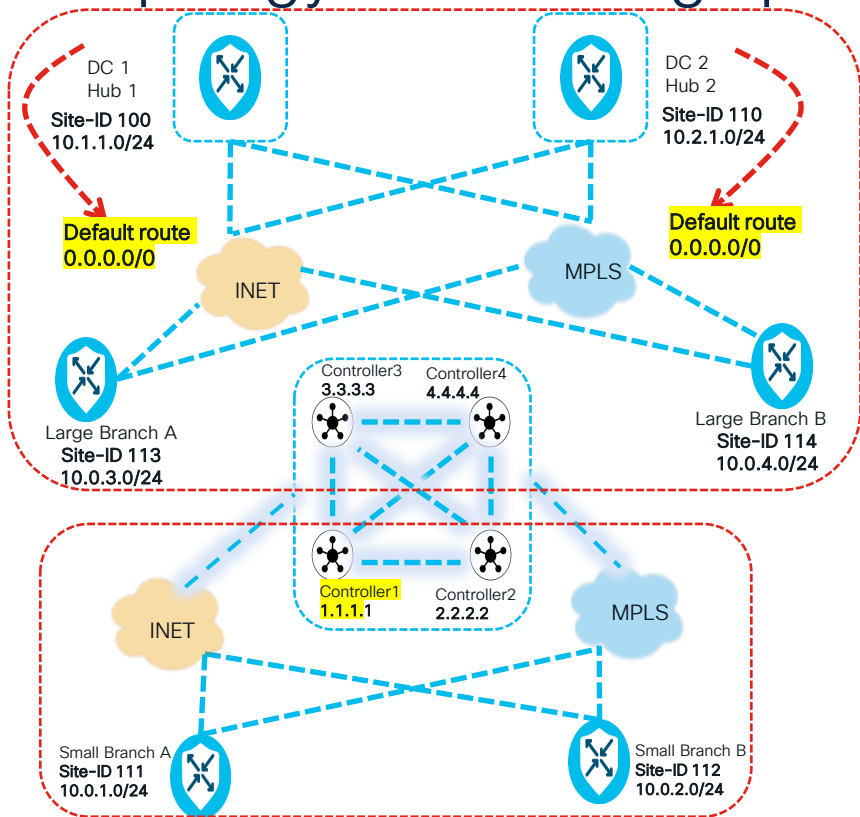 DC 1
Hub 1
Site-ID 100
10.1.1.0/24
DC 2
Hub 2
Site-ID 110
10.2.1.0/24
Default route
0.0.0.0/0
Default route
0.0.0.0/0
INET
MPLS
Large Branch A
Site-ID 113
10.0.3.0/24
Controller3
3.3.3.3
Controller4
4.4.4.4
Large Branch B
Site-ID 114
10.0.4.0/24
Controller1
1.1.1.1
Controller2
2.2.2.2
INET
MPLS
Small Branch A
Site-ID 111
10.0.1.0/24
Small Branch B
Site-ID 112
10.0.2.0/24